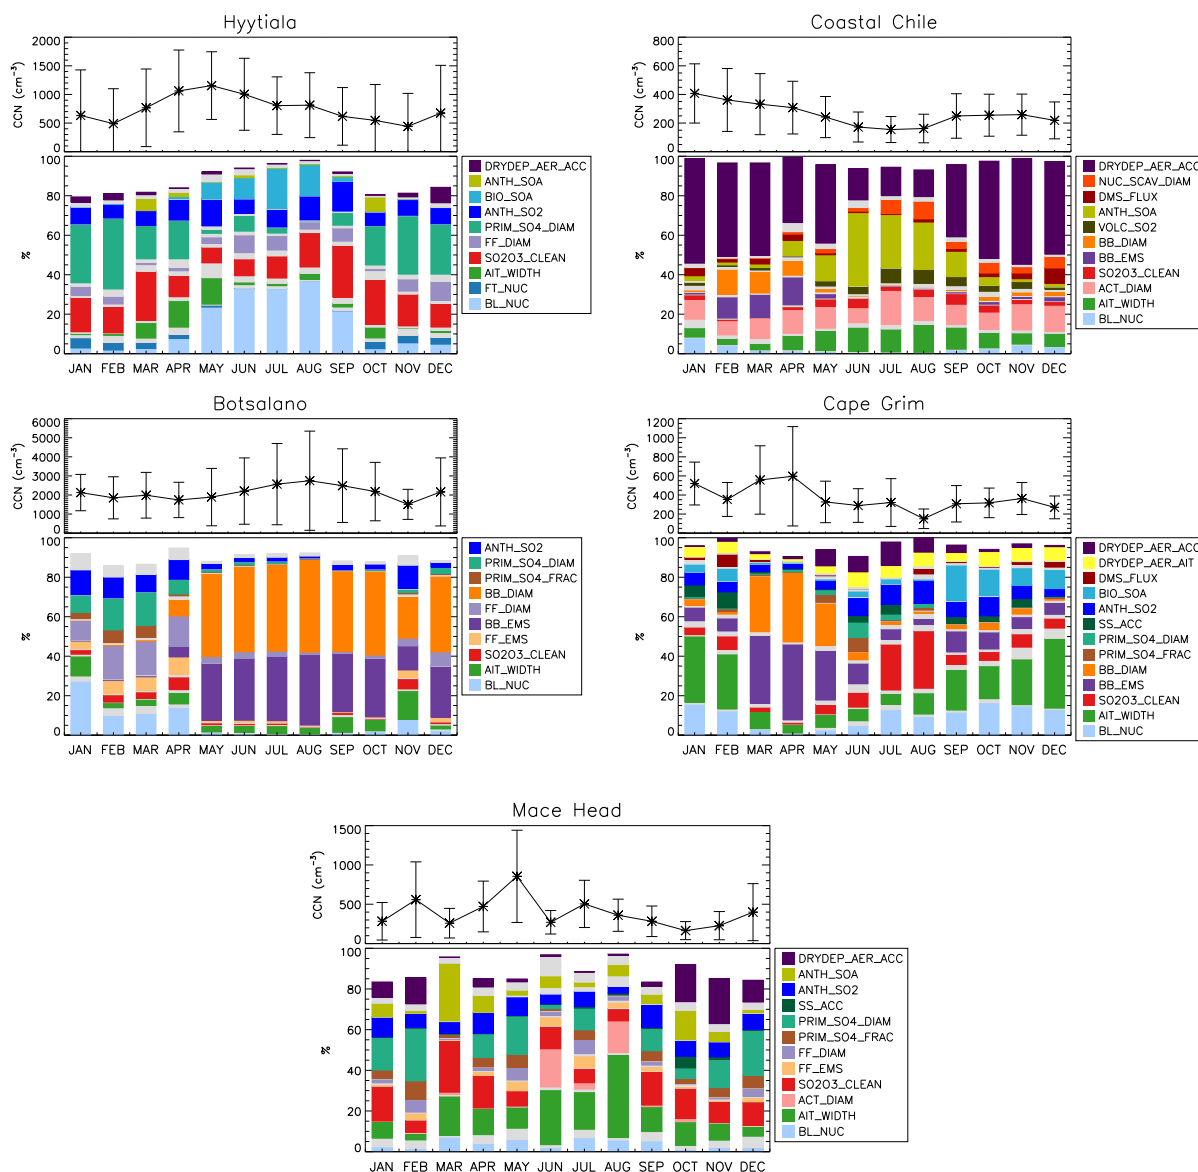 Hyytiala
CCN (cm⁻³)
2000
1500
1000
500
0
%
100
80
60
40
20
0
JAN FEB MAR APR MAY JUN JUL AUG SEP OCT NOV DEC
DRYDEP_AER_ACC
ANTH_SOA
BIO_SOA
ANTH_SO2
PRIM_SO4_DIAM
FF_DIAM
SO2O3_CLEAN
AIT_WIDTH
FT_NUC
BL_NUC
Coastal Chile
CCN (cm⁻³)
800
600
400
200
0
%
100
80
60
40
20
0
JAN FEB MAR APR MAY JUN JUL AUG SEP OCT NOV DEC
DRYDEP_AER_ACC
NUC_SCAV_DIAM
DMS_FLUX
ANTH_SOA
VOLC_SO2
BB_DIAM
BB_EMS
SO2O3_CLEAN
ACT_DIAM
AIT_WIDTH
BL_NUC
Botsalano
CCN (cm⁻³)
6000
5000
4000
3000
2000
1000
0
%
100
80
60
40
20
0
JAN FEB MAR APR MAY JUN JUL AUG SEP OCT NOV DEC
ANTH_SO2
PRIM_SO4_DIAM
PRIM_SO4_FRAC
BB_DIAM
FF_DIAM
BB_EMS
FF_EMS
SO2O3_CLEAN
AIT_WIDTH
BL_NUC
Cape Grim
CCN (cm⁻³)
1200
1000
800
600
400
200
0
%
100
80
60
40
20
0
JAN FEB MAR APR MAY JUN JUL AUG SEP OCT NOV DEC
DRYDEP_AER_ACC
DRYDEP_AER_AIT
DMS_FLUX
BIO_SOA
ANTH_SO2
SS_ACC
PRIM_SO4_DIAM
PRIM_SO4_FRAC
BB_DIAM
BB_EMS
SO2O3_CLEAN
AIT_WIDTH
BL_NUC
Mace Head
CCN (cm⁻³)
1500
1000
500
0
%
100
80
60
40
20
0
JAN FEB MAR APR MAY JUN JUL AUG SEP OCT NOV DEC
DRYDEP_AER_ACC
ANTH_SOA
ANTH_SO2
SS_ACC
PRIM_SO4_DIAM
PRIM_SO4_FRAC
FF_DIAM
FF_EMS
SO2O3_CLEAN
ACT_DIAM
AIT_WIDTH
BL_NUC